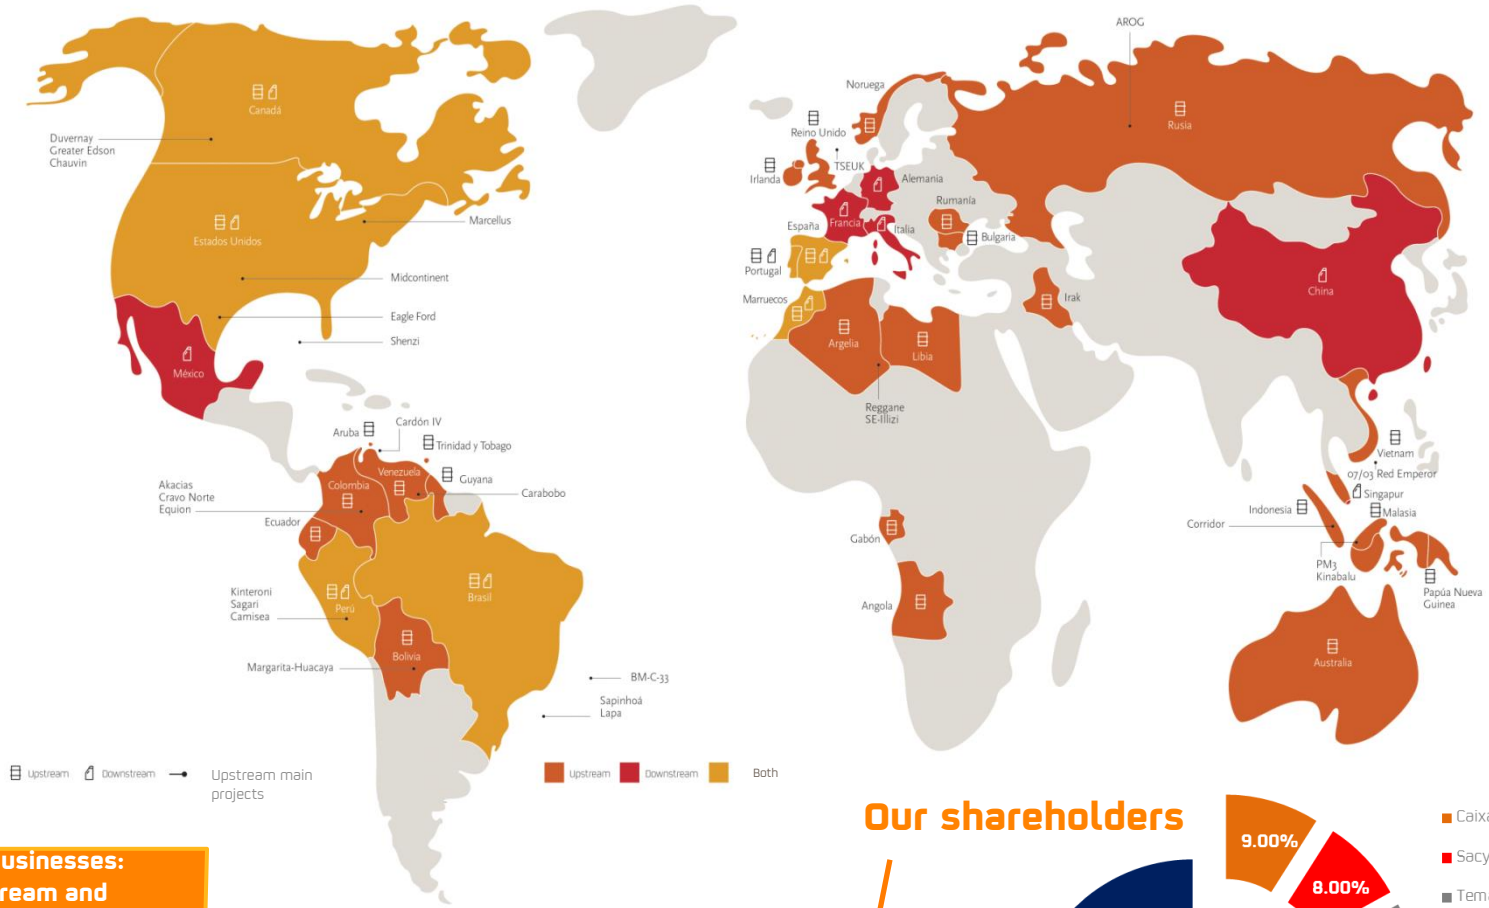 AROG
Noruega
Canadá
Rusia
Reino Unido
Duvernay
Greater Edson
Chauvin
TSEUK
Irlanda
Alemania
Rumanía
Marcellus
Francia
España
Italia
Bulgaria
Estados Unidos
Portugal
Midcontinent
China
Marruecos
Irak
Eagle Ford
Argelia
Libia
Shenzi
México
Reggane
SE-Illizi
Cardón IV
Aruba
Trinidad y Tobago
Vietnam
Venezuela
07/03 Red Emperor
Guyana
Colombia
Akacias
Cravo Norte
Equion
Carabobo
Singapur
Indonesia
Malasia
Ecuador
Corridor
Gabón
PM3
Kinabalu
Kinteroni
Sagari
Camisea
Perú
Brasil
Angola
Papúa Nueva
Guinea
Bolivia
Margarita-Huacaya
Australia
BM-C-33
Sapinhoá
Lapa
Upstream Downstream Upstream main
projects
Upstream Downstream Both
Our shareholders
9.00%
8.00%
Caixa
Sacy
Tema
usinesses:
ream and